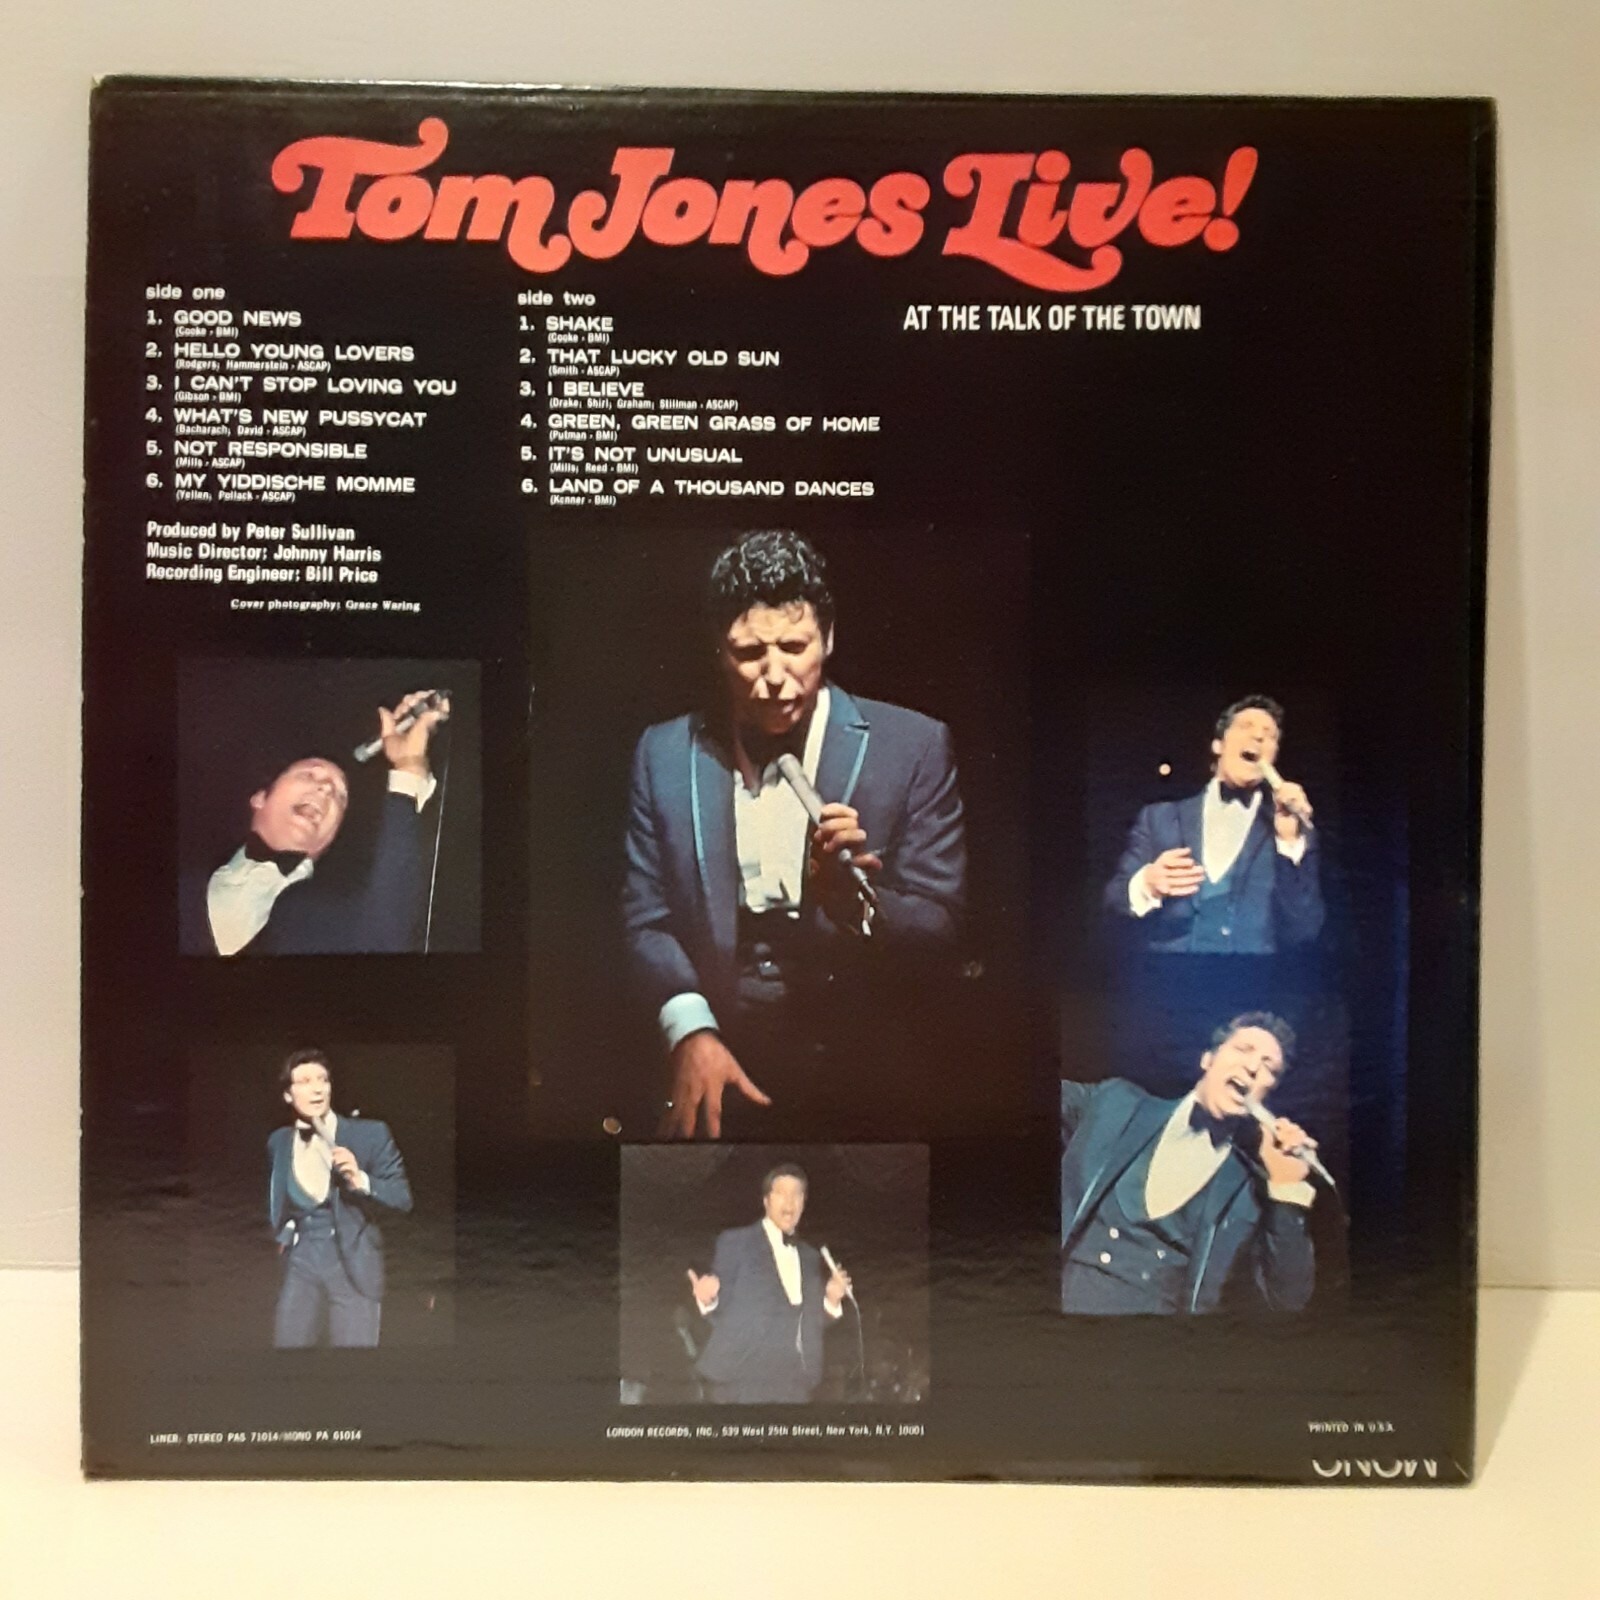 Tom Jones Live!
AT THE TALK OF THE TOWN
side one
1. GOOD NEWS
(Cooke - BMI)
2. HELLO YOUNG LOVERS
(Rodgers; Hammerstein - ASCAP)
3. I CAN'T STOP LOVING YOU
(Gibson - BMI)
4. WHAT'S NEW PUSSYCAT
(Bacharach; David - ASCAP)
5. NOT RESPONSIBLE
(Mills - ASCAP)
6. MY YIDDISCHE MOMME
(Yellen; Pollack - ASCAP)
side two
1. SHAKE
(Cooke - BMI)
2. THAT LUCKY OLD SUN
(Smith - ASCAP)
3. I BELIEVE
(Drake; Shirl; Graham; Stillman - ASCAP)
4. GREEN, GREEN GRASS OF HOME
(Putman - BMI)
5. IT'S NOT UNUSUAL
(Mills; Reed - BMI)
6. LAND OF A THOUSAND DANCES
(Kenner - BMI)
Produced by Peter Sullivan
Music Director: Johnny Harris
Recording Engineer: Bill Price
Cover photography: Grace Waring
LINER: STEREO PAS 71014/MONO PA 61014
LONDON RECORDS, INC., 539 West 25th Street, New York, N.Y. 10001
PRINTED IN U.S.A.
MONO